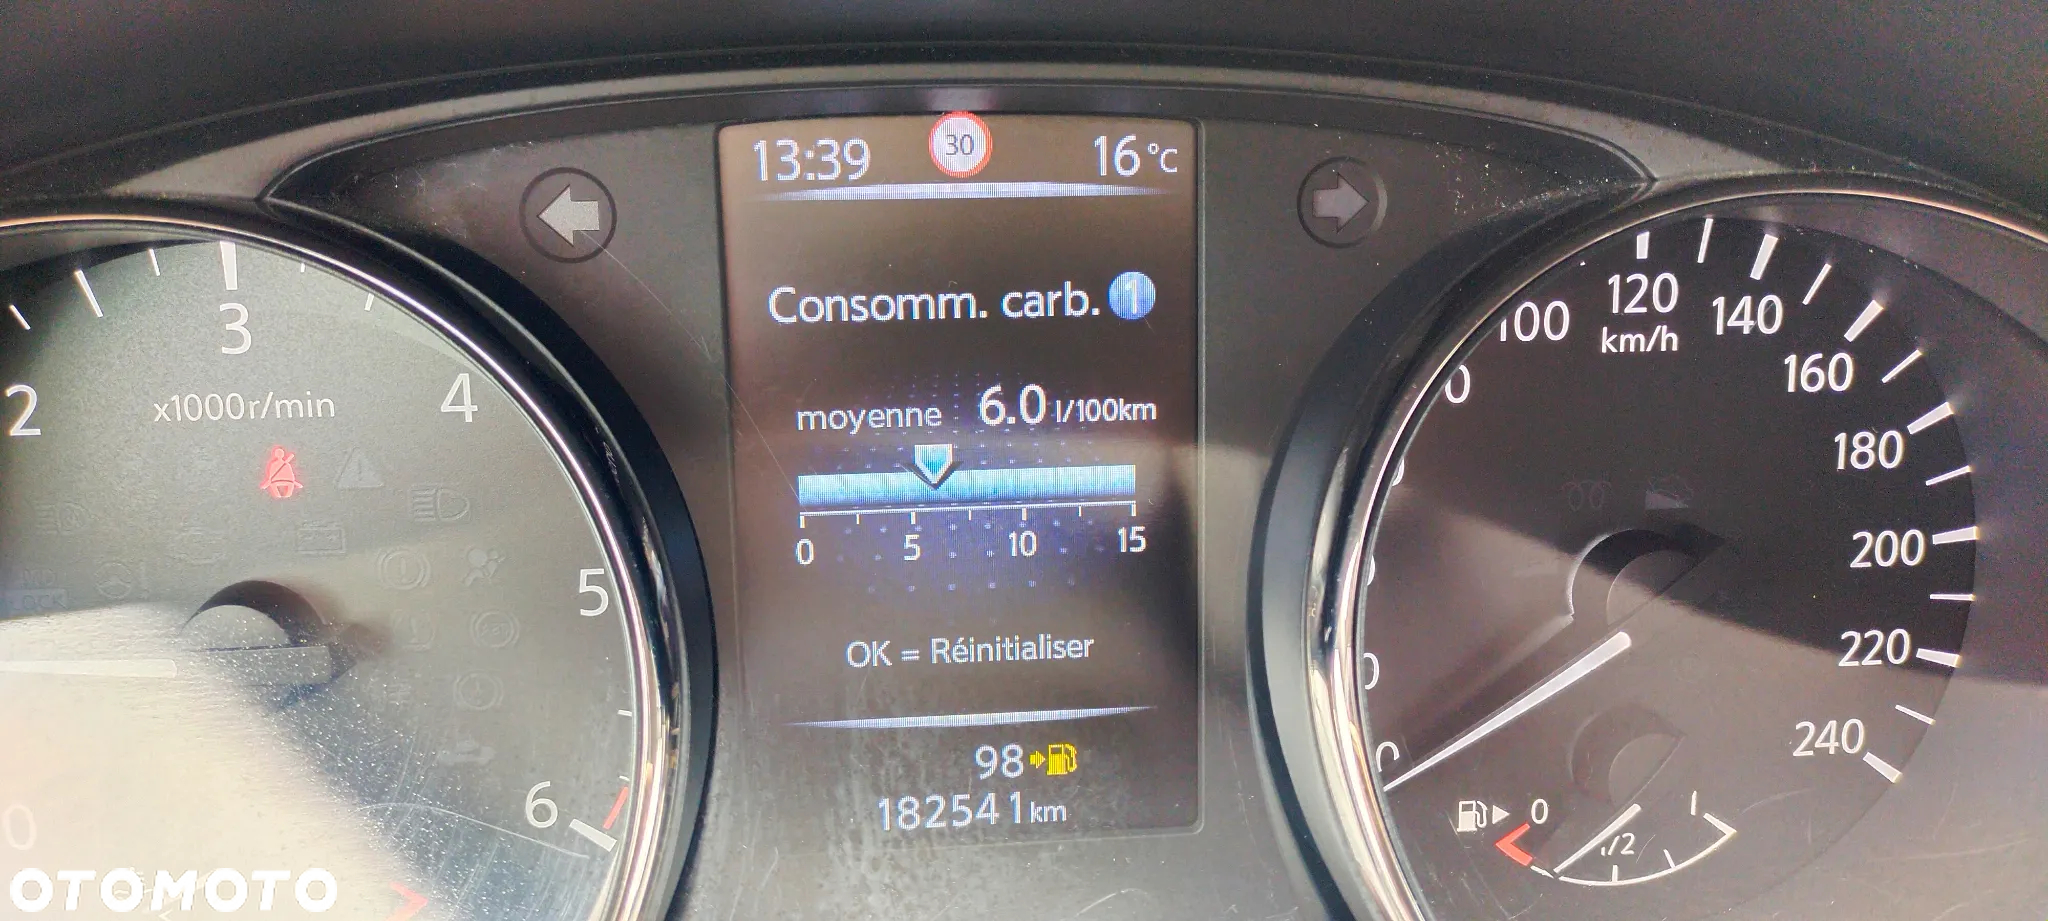 13:39 30 16°C
Consomm. carb. 1
moyenne 6.0 l/100km
0 5 10 15
OK = Réinitialiser
98
182541km
2 3 4 5 6
x1000r/min
100 120 140 160 180 200 220 240
km/h
0 1/2 1
OTOMOTO